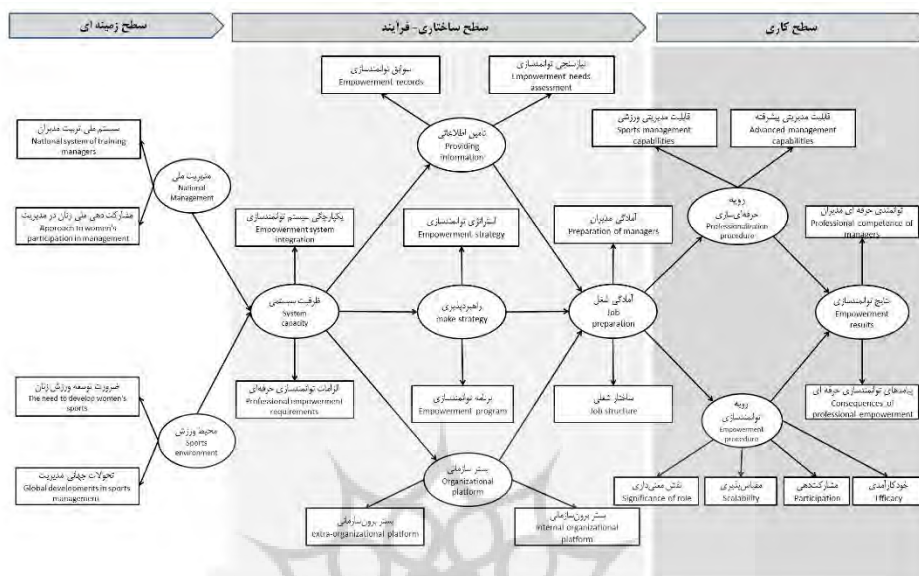 سطح زمینه ای
سطح ساختاری- فرآیند
سطح کاری
سوابق توانمندسازی
Empowerment records
نیازسنجی توانمندسازی
Empowerment needs
assessment
قابلیت مدیریتی ورزشی
Sports management
capabilities
قابلیت مدیریتی پیشرفته
Advanced management
capabilities
سیستم ملی تربیت مدیران
National system of training
managers
تامین اطلاعاتی
Providing
information
مدیریت ملی
National
Management
مشارکت دهی ملی زنان در مدیریت
Approach to women's
participation in management
یکپارچگی سیستم توانمندسازی
Empowerment system
integration
استراتژی توانمندسازی
Empowerment strategy
آمادگی مدیران
Preparation of managers
رویه
حرفه‌ای‌سازی
Professionalization
procedure
توانمندی حرفه ای مدیران
Professional competence of
managers
ظرفیت سیستمی
System
capacity
راهبردپذیری
make strategy
آمادگی شغل
Job
preparation
نتایج توانمندسازی
Empowerment
results
ضرورت توسعه ورزش زنان
The need to develop women's
sports
الزامات توانمندسازی حرفه‌ای
Professional empowerment
requirements
برنامه توانمندسازی
Empowerment program
ساختار شغلی
Job structure
رویه
توانمندسازی
Empowerment
procedure
پیامدهای توانمندسازی حرفه ای
Consequences of
professional empowerment
محیط ورزش
Sports
environment
تحولات جهانی مدیریت
Global developments in sports
management
بستر سازمانی
Organizational
platform
بستر برون‌سازمانی
extra-organizational platform
بستر درون‌سازمانی
Internal organizational
platform
نقش معنی‌داری
Significance of role
مقیاس‌پذیری
Scalability
مشارکت‌دهی
Participation
خودکارآمدی
Efficacy